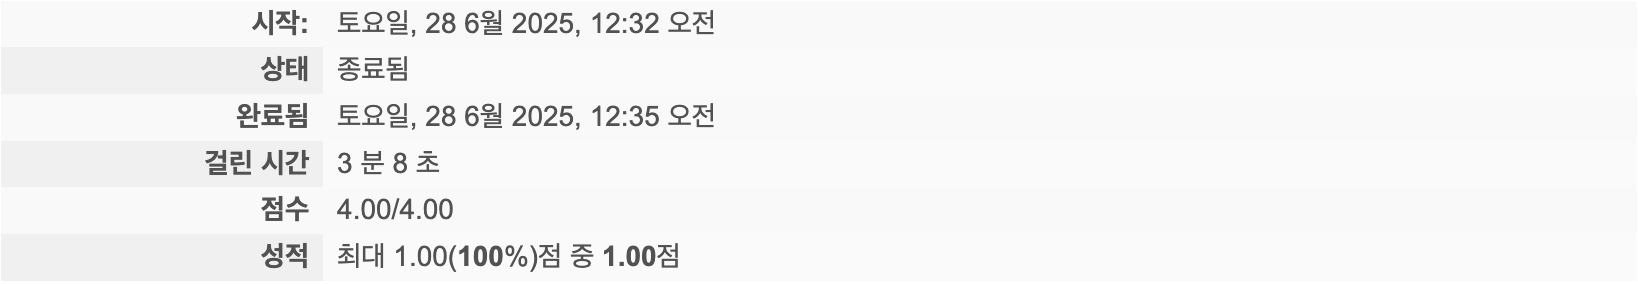 시작: 토요일, 28 6월 2025, 12:32 오전
상태 종료됨
완료됨 토요일, 28 6월 2025, 12:35 오전
걸린 시간 3 분 8 초
점수 4.00/4.00
성적 최대 1.00(100%)점 중 1.00점